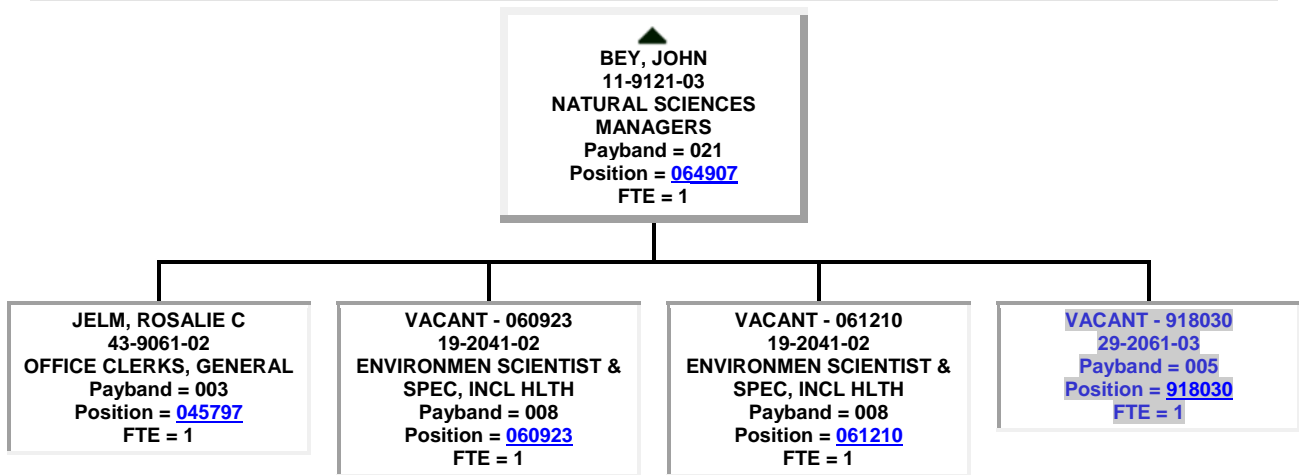 BEY, JOHN
11-9121-03
NATURAL SCIENCES
MANAGERS
Payband = 021
Position = 064907
FTE = 1
JELM, ROSALIE C
43-9061-02
OFFICE CLERKS, GENERAL
Payband = 003
Position = 045797
FTE = 1
VACANT - 060923
19-2041-02
ENVIRONMEN SCIENTIST &
SPEC, INCL HLTH
Payband = 008
Position = 060923
FTE = 1
VACANT - 061210
19-2041-02
ENVIRONMEN SCIENTIST &
SPEC, INCL HLTH
Payband = 008
Position = 061210
FTE = 1
VACANT - 918030
29-2061-03
Payband = 005
Position = 918030
FTE = 1